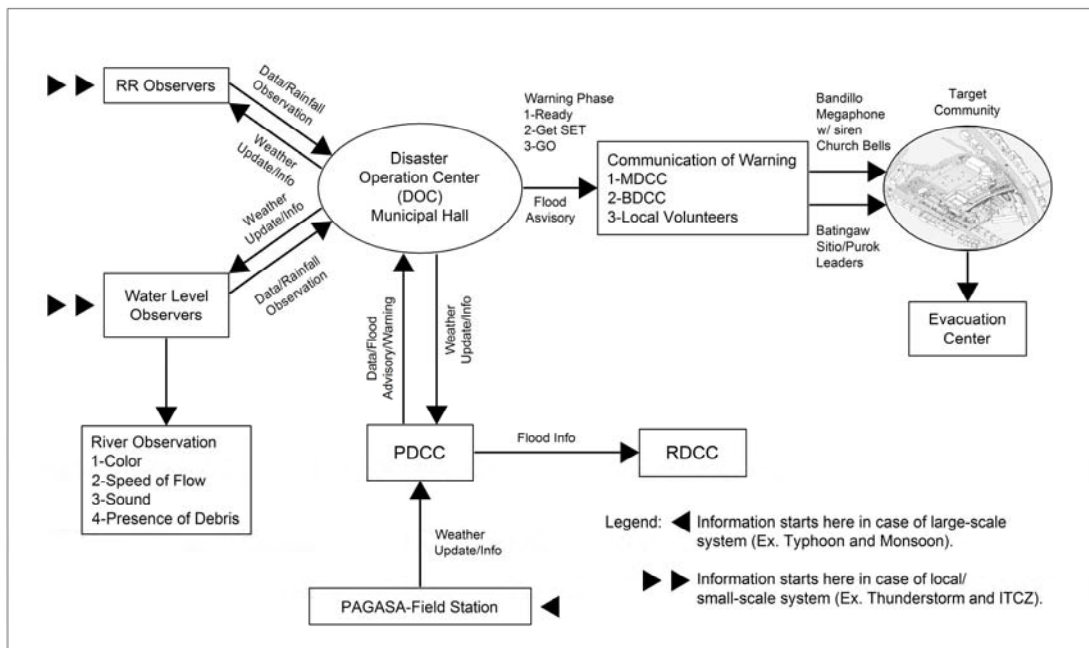 RR Observers
Data/Rainfall
Observation
Weather
Update/Info
Weather
Update/Info
Data/Rainfall
Observation
Water Level
Observers
River Observation
1-Color
2-Speed of Flow
3-Sound
4-Presence of Debris
Disaster
Operation Center
(DOC)
Municipal Hall
Warning Phase
1-Ready
2-Get SET
3-GO
Flood
Asvisory
Communication of Warning
1-MDCC
2-BDCC
3-Local Volunteers
Bandillo
Megaphone
w/ siren
Church Bells
Batingaw
Sitio/Purok
Leaders
Target
Community
Evacuation
Center
Data/Flood
Advisory/Warning
Weather
Update/Info
PDCC
Flood Info
RDCC
Weather
Update/Info
PAGASA-Field Station
Legend:
Information starts here in case of large-scale
system (Ex. Typhoon and Monsoon).
Information starts here in case of local/
small-scale system (Ex. Thunderstorm and ITCZ).